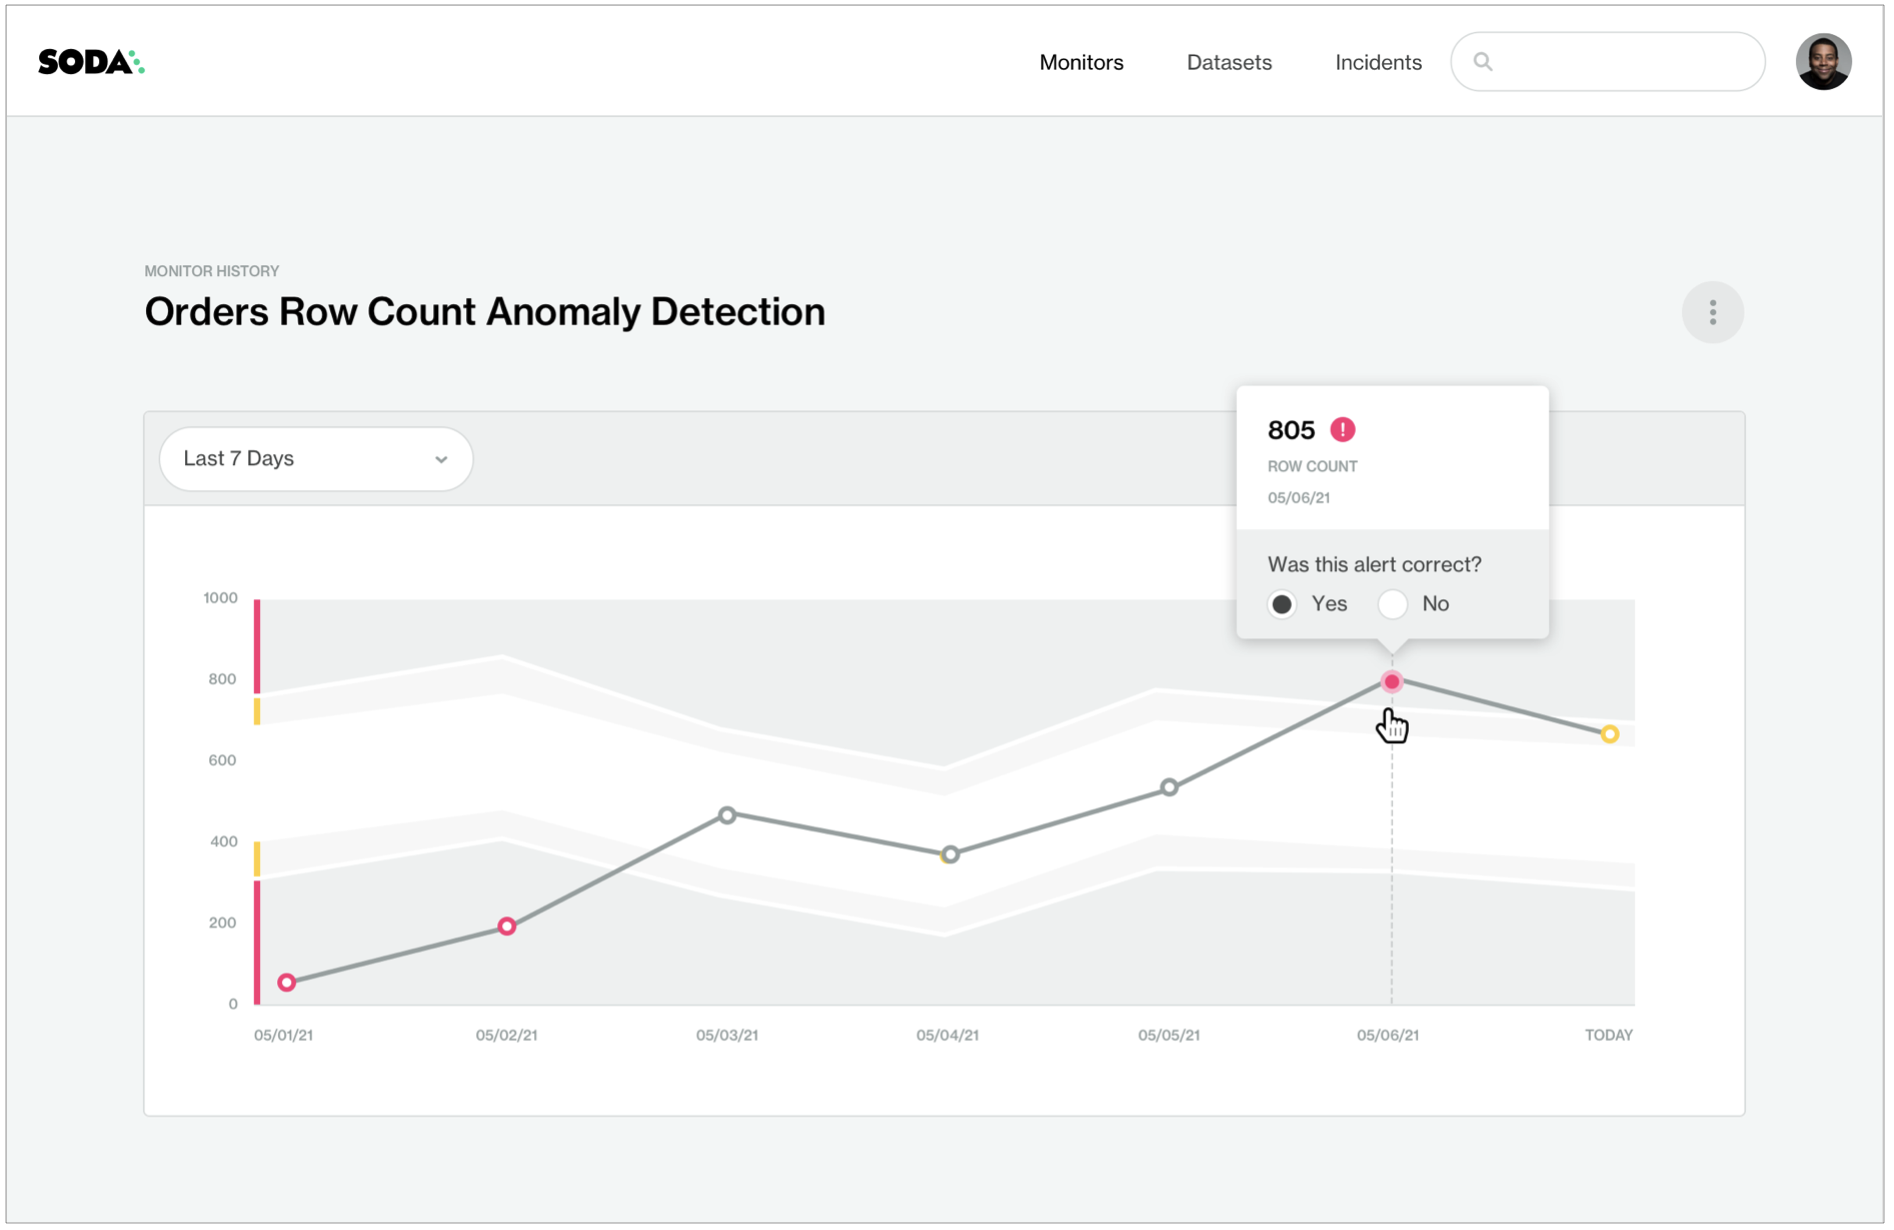 SODA
Monitors
Datasets
Incidents
MONITOR HISTORY
Orders Row Count Anomaly Detection
Last 7 Days
805
ROW COUNT
05/06/21
Was this alert correct?
Yes
No
1000
800
600
400
200
0
05/01/21
05/02/21
05/03/21
05/04/21
05/05/21
05/06/21
TODAY